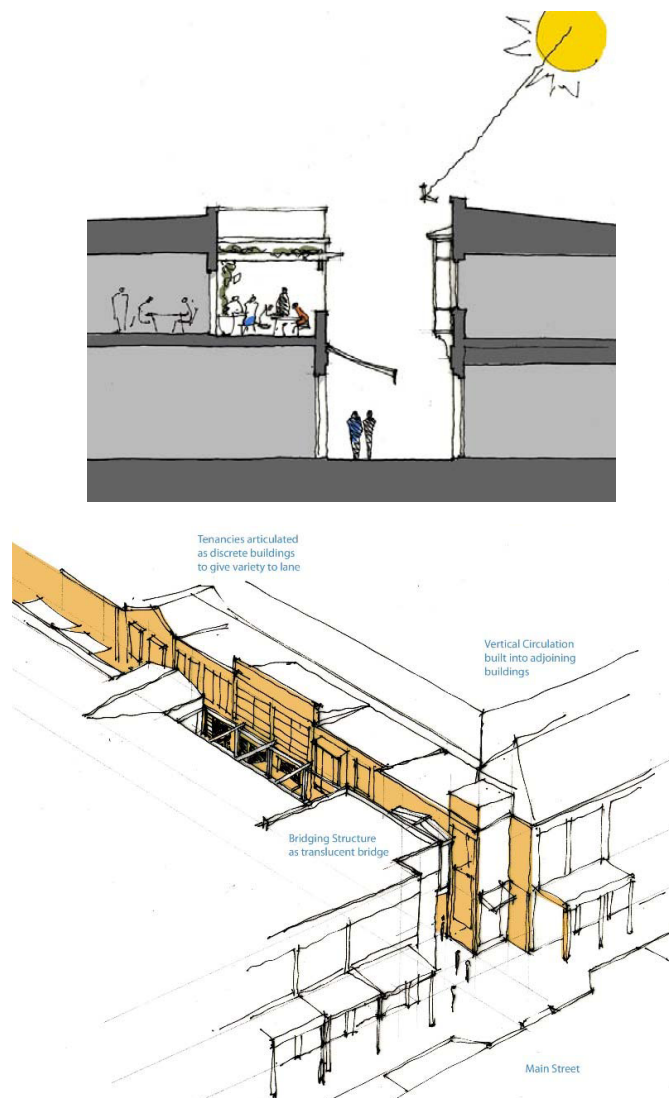 Tenancies articulated
as discrete buildings
to give variety to lane
Vertical Circulation
built into adjoining
buildings
Bridging Structure
as translucent bridge
Main Street